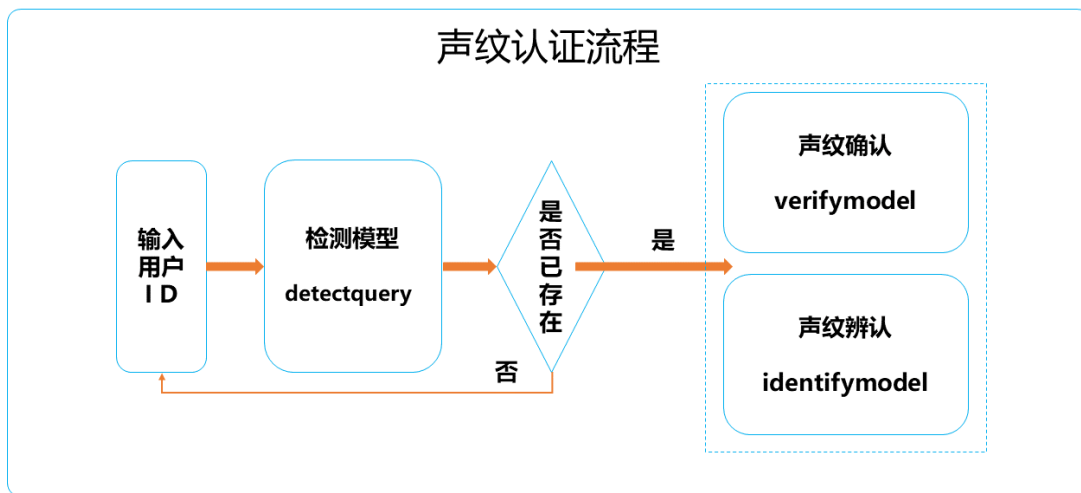 声纹认证流程
输入
用户
I D
检测模型
detectquery
是
否
已
存
在
是
否
声纹确认
verifymodel
声纹辨认
identifymodel